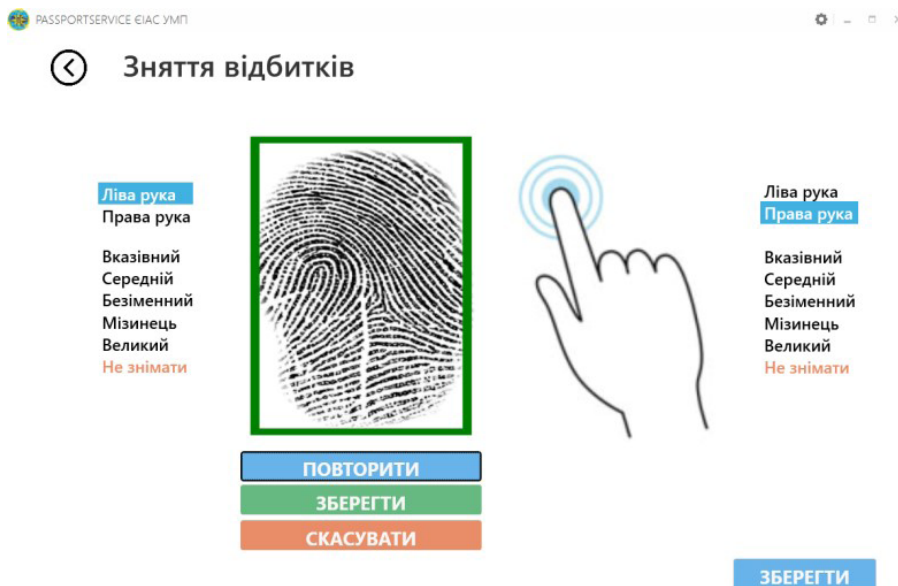 PASSPORTSERVICE ЄІАС УМП
Зняття відбитків
Ліва рука
Права рука
Вказівний
Середній
Безіменний
Мізинець
Великий
Не знімати
ПОВТОРИТИ
ЗБЕРЕГТИ
СКАСУВАТИ
Ліва рука
Права рука
Вказівний
Середній
Безіменний
Мізинець
Великий
Не знімати
ЗБЕРЕГТИ